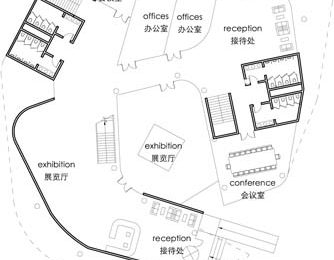 offices
办公室
offices
办公室
reception
接待处
exhibition
展览厅
exhibition
展览厅
conference
会议室
reception
接待处